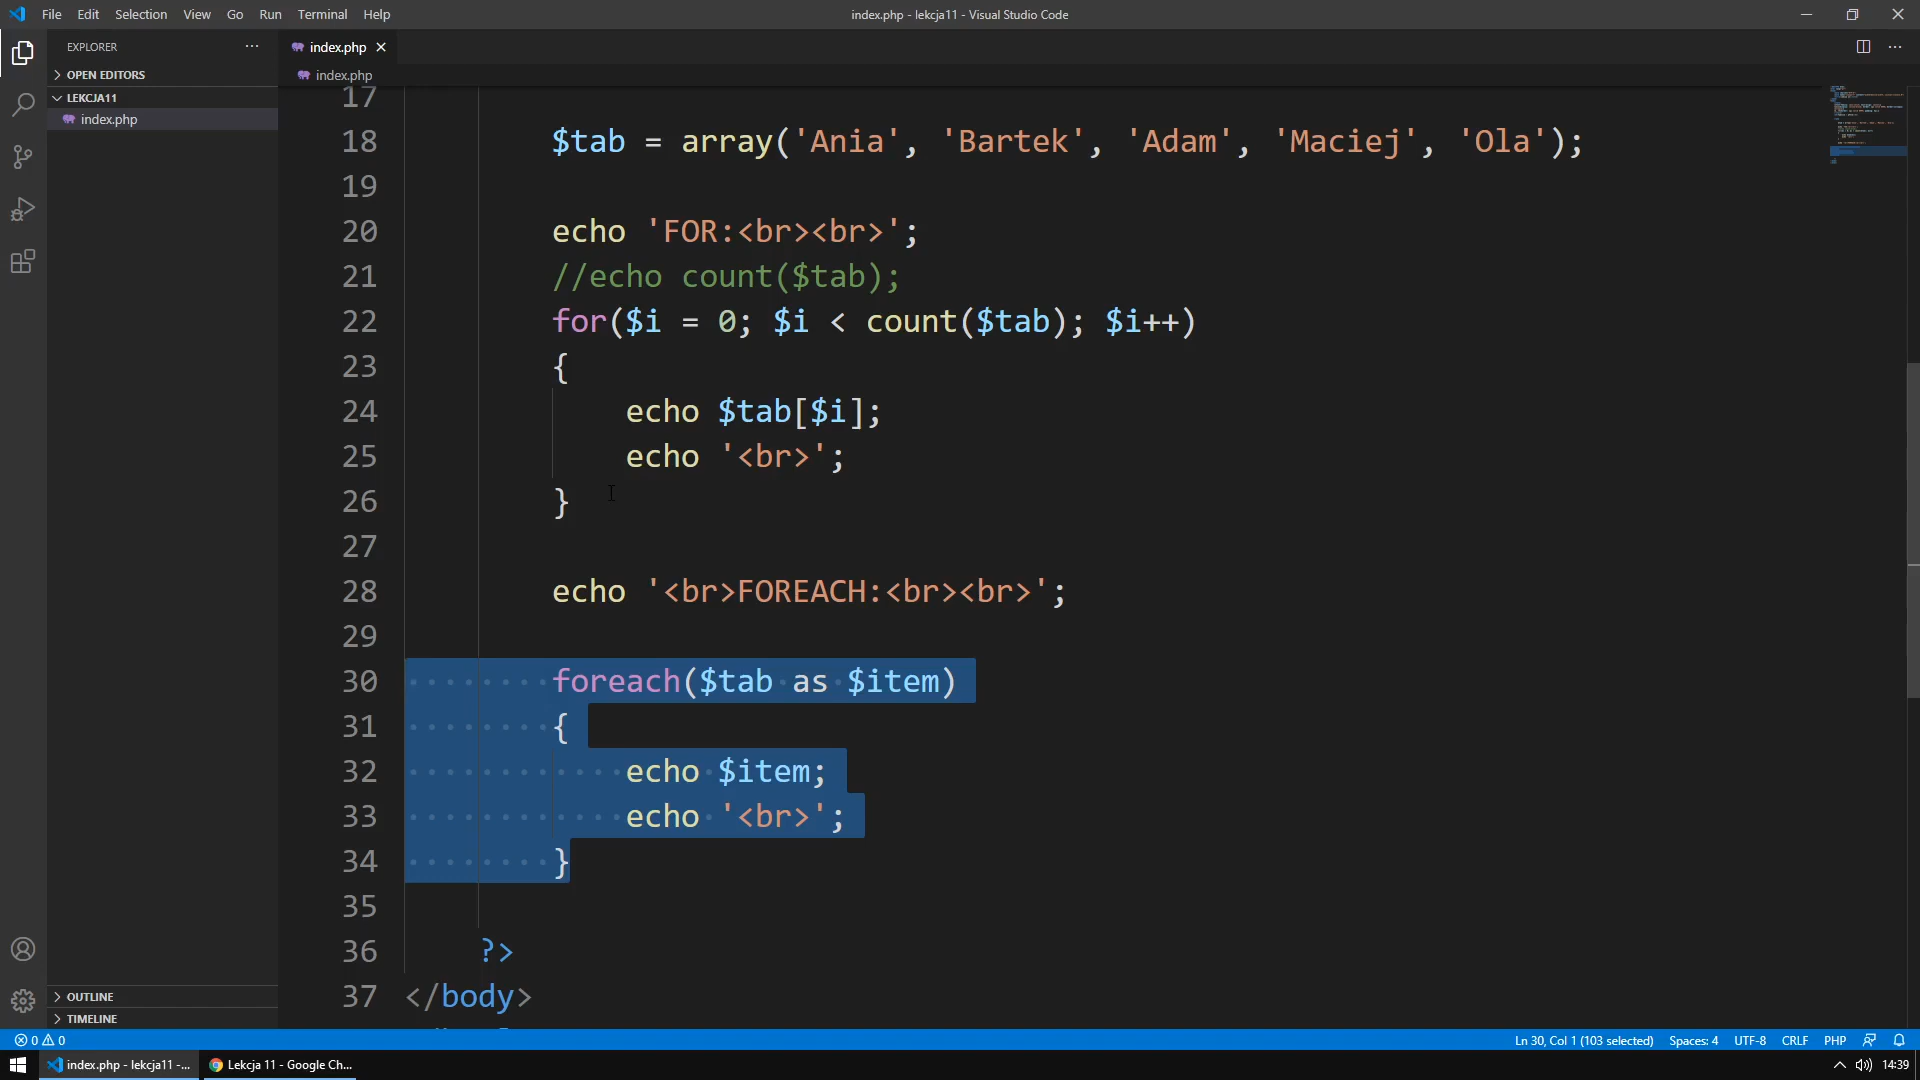 File Edit Selection View Go Run Terminal Help
index.php - lekcja11 - Visual Studio Code
EXPLORER
OPEN EDITORS
LEKCJA11
index.php
OUTLINE
TIMELINE
index.php
index.php
17
18 $tab = array('Ania', 'Bartek', 'Adam', 'Maciej', 'Ola');
19
20 echo 'FOR:<br><br>';
21 //echo count($tab);
22 for($i = 0; $i < count($tab); $i++)
23 {
24 echo $tab[$i];
25 echo '<br>';
26 }
27
28 echo '<br>FOREACH:<br><br>';
29
30 foreach($tab as $item)
31 {
32 echo $item;
33 echo '<br>';
34 }
35
36 ?>
37 </body>
0 0
Ln 30, Col 1 (103 selected) Spaces: 4 UTF-8 CRLF PHP
index.php - lekcja11 -...
Lekcja 11 - Google Ch...
14:39